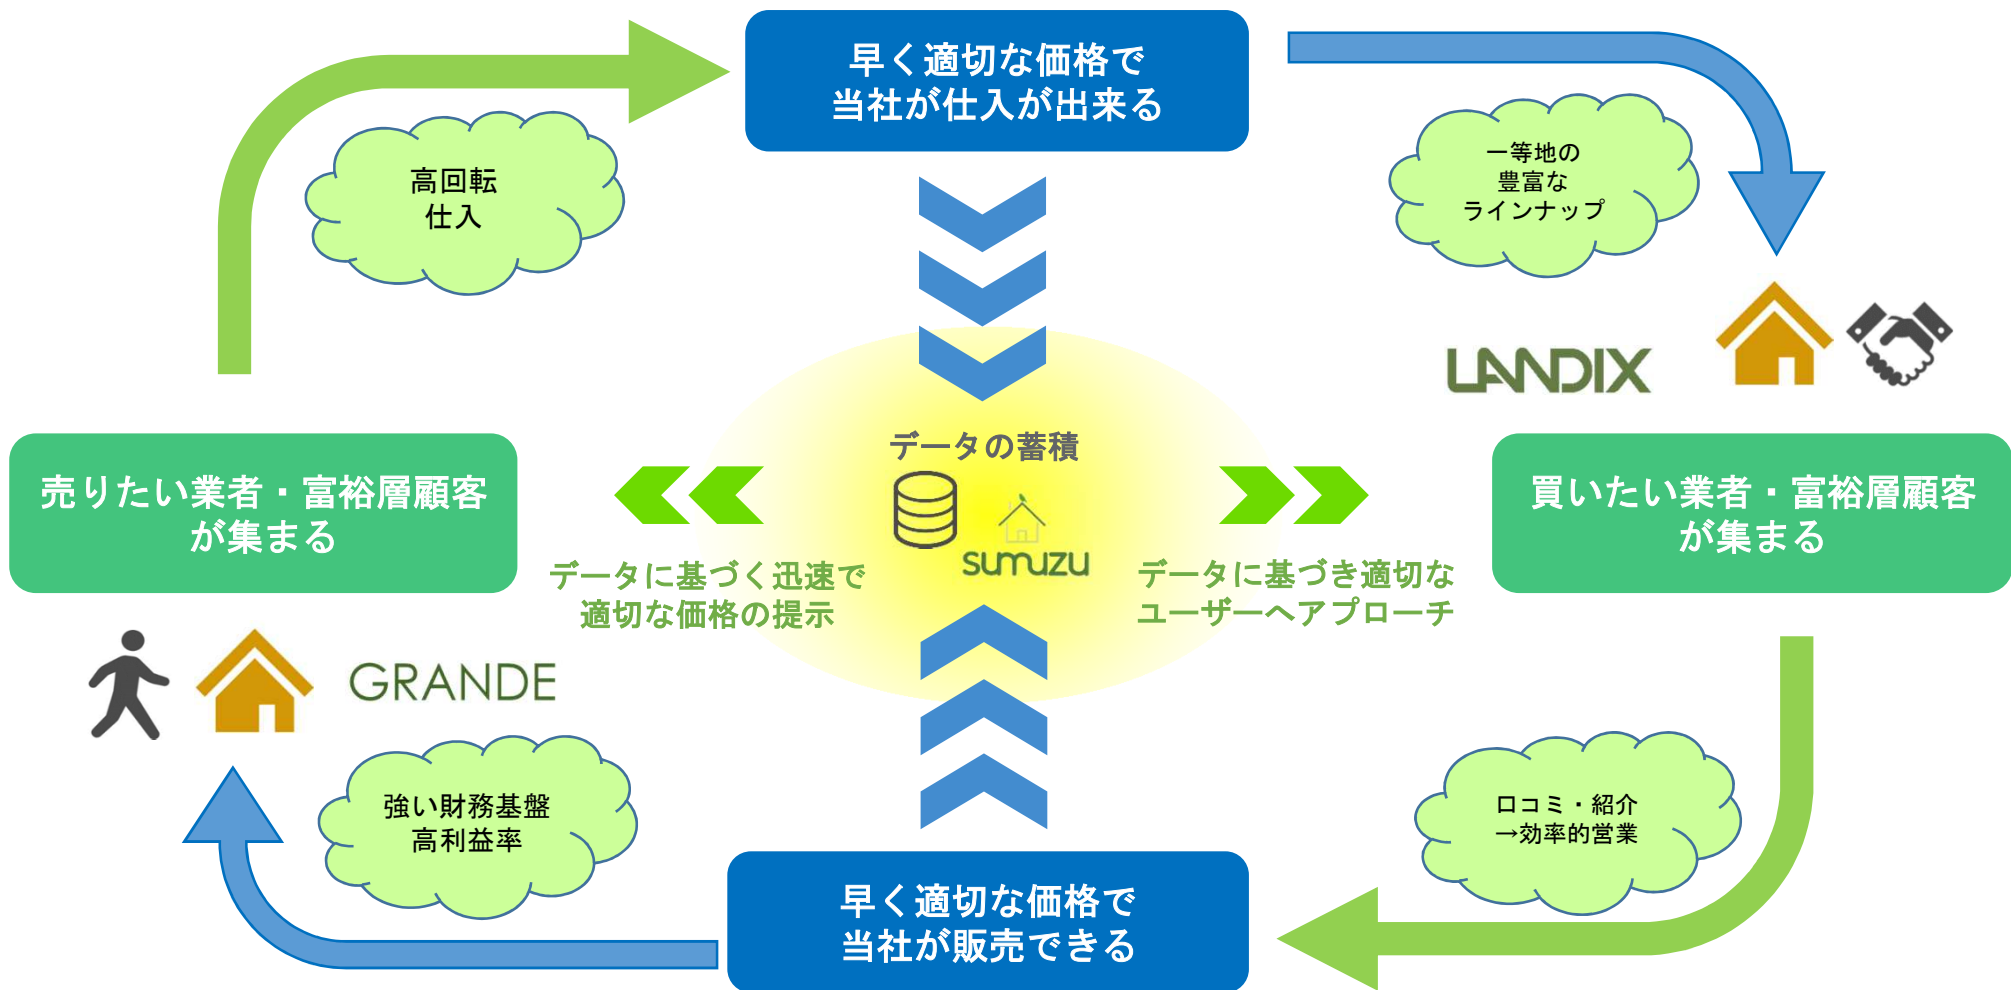 早く適切な価格で
当社が仕入が出来る
高回転
仕入
一等地の
豊富な
ラインナップ
LANDIX
データの蓄積
sumuzu
売りたい業者・富裕層顧客
が集まる
買いたい業者・富裕層顧客
が集まる
データに基づく迅速で
適切な価格の提示
データに基づき適切な
ユーザーへアプローチ
GRANDE
強い財務基盤
高利益率
口コミ・紹介
→効率的営業
早く適切な価格で
当社が販売できる